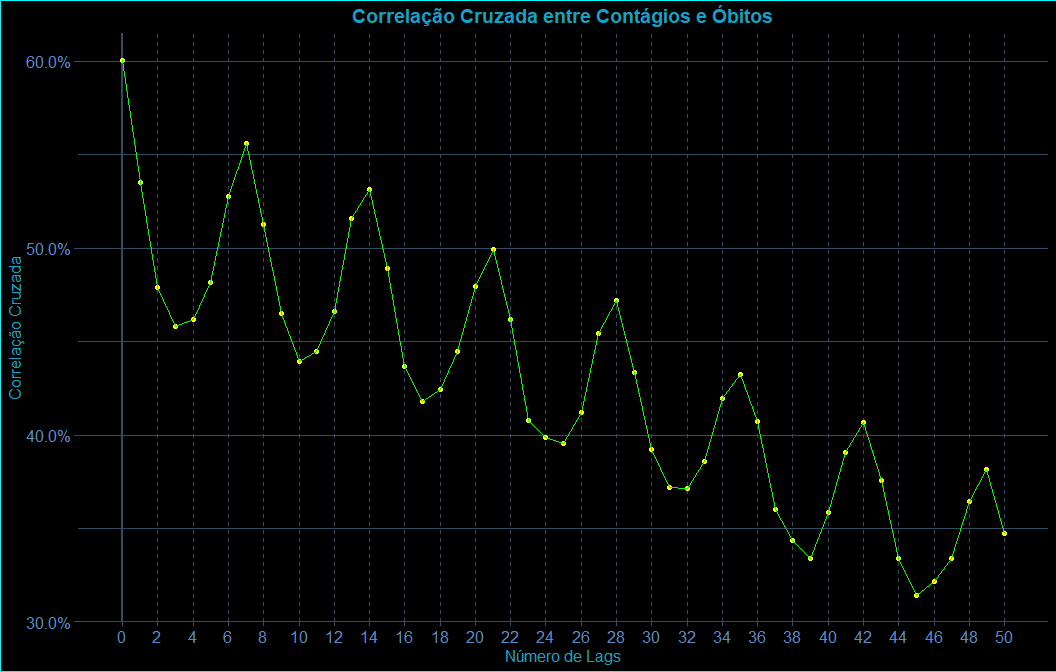 Correlação Cruzada entre Contágios e Óbitos
60.0%
50.0%
40.0%
30.0%
Correlação Cruzada
0 2 4 6 8 10 12 14 16 18 20 22 24 26 28 30 32 34 36 38 40 42 44 46 48 50
Número de Lags